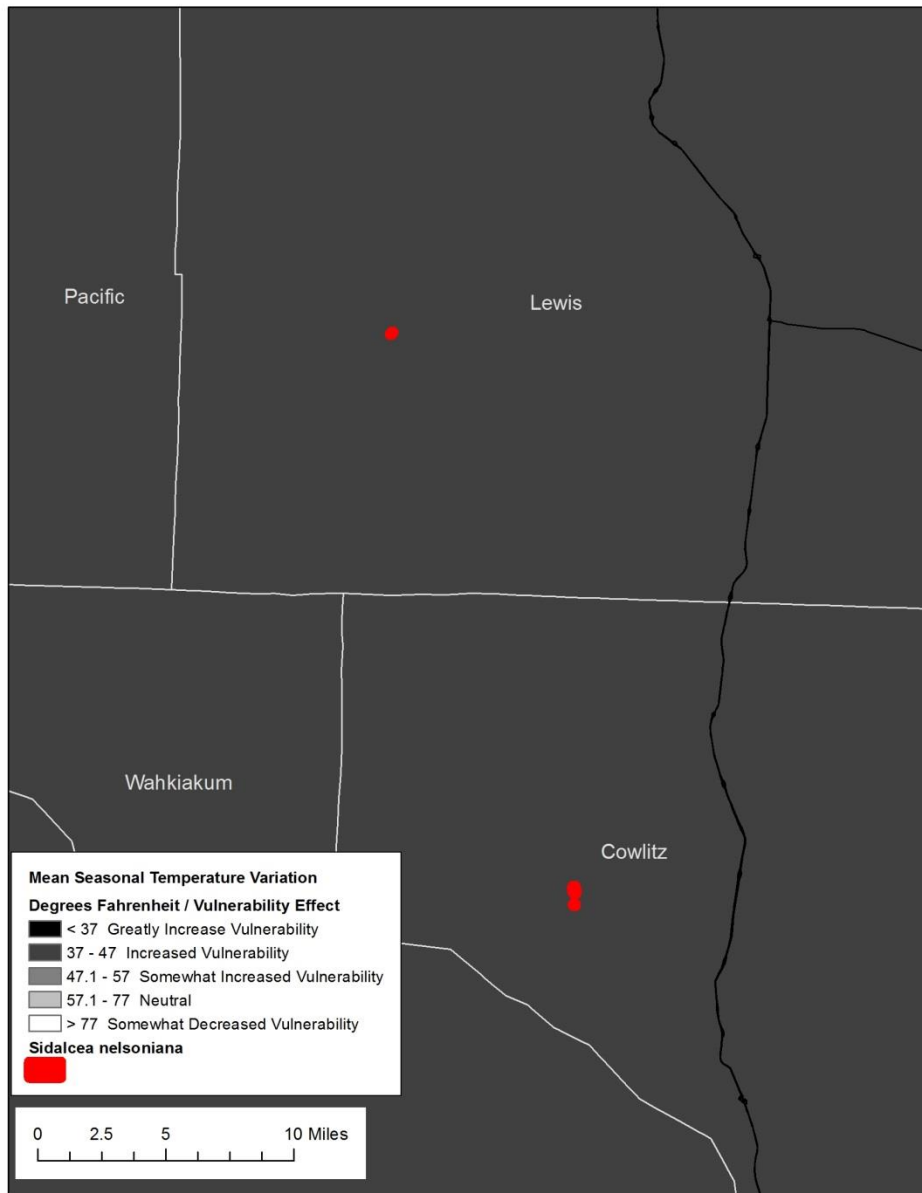 Pacific
Lewis
Wahkiakum
Cowlitz
Mean Seasonal Temperature Variation
Degrees Fahrenheit / Vulnerability Effect
< 37 Greatly Increase Vulnerability
37 - 47 Increased Vulnerability
47.1 - 57 Somewhat Increased Vulnerability
57.1 - 77 Neutral
> 77 Somewhat Decreased Vulnerability
Sidalcea nelsoniana
0 2.5 5 10 Miles